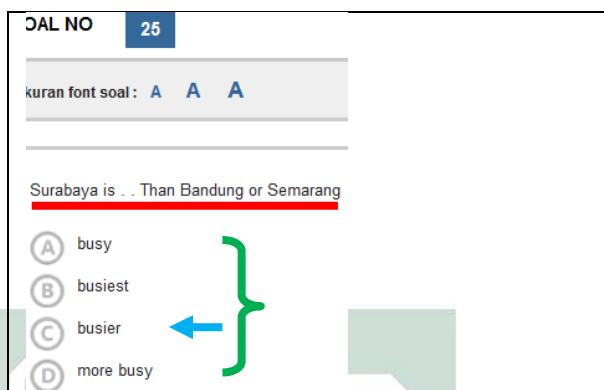 OAL NO 25
kuran font soal : A A A
Surabaya is . . Than Bandung or Semarang
A busy
B busiest
C busier
D more busy